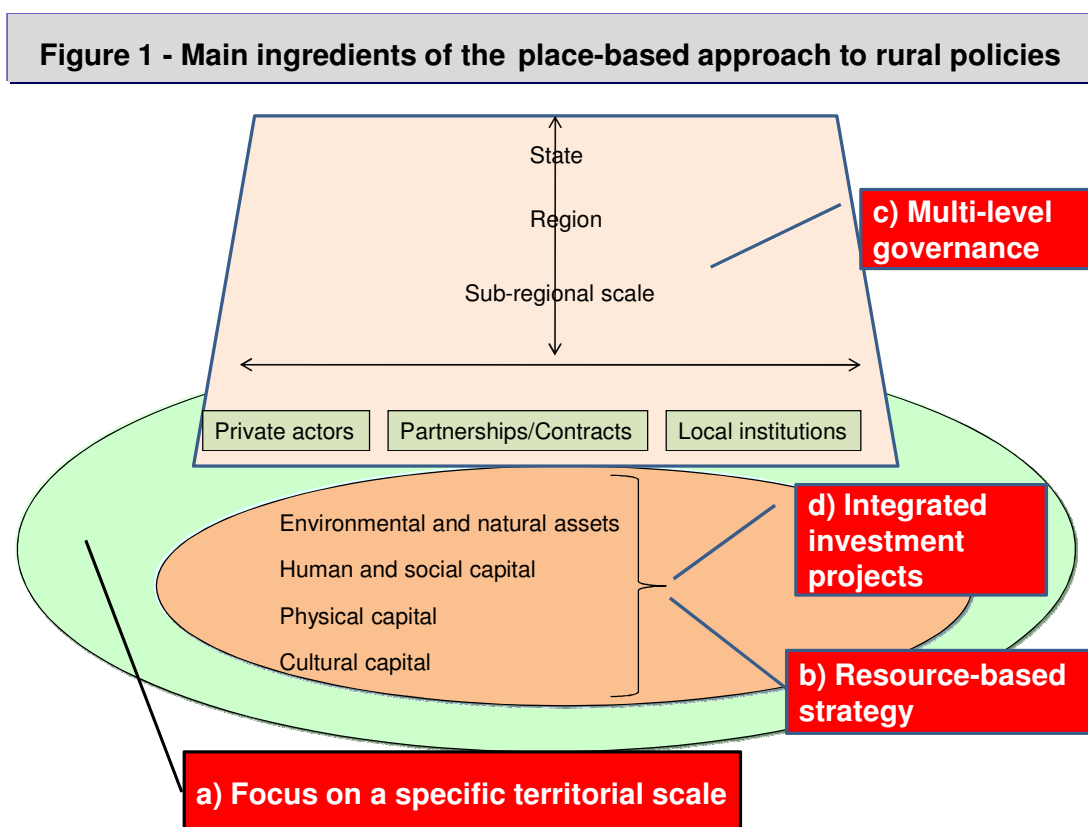 Figure 1 - Main ingredients of the place-based approach to rural policies
State
Region
Sub-regional scale
c) Multi-level
governance
Private actors
Partnerships/Contracts
Local institutions
Environmental and natural assets
Human and social capital
Physical capital
Cultural capital
d) Integrated
investment
projects
b) Resource-based
strategy
a) Focus on a specific territorial scale